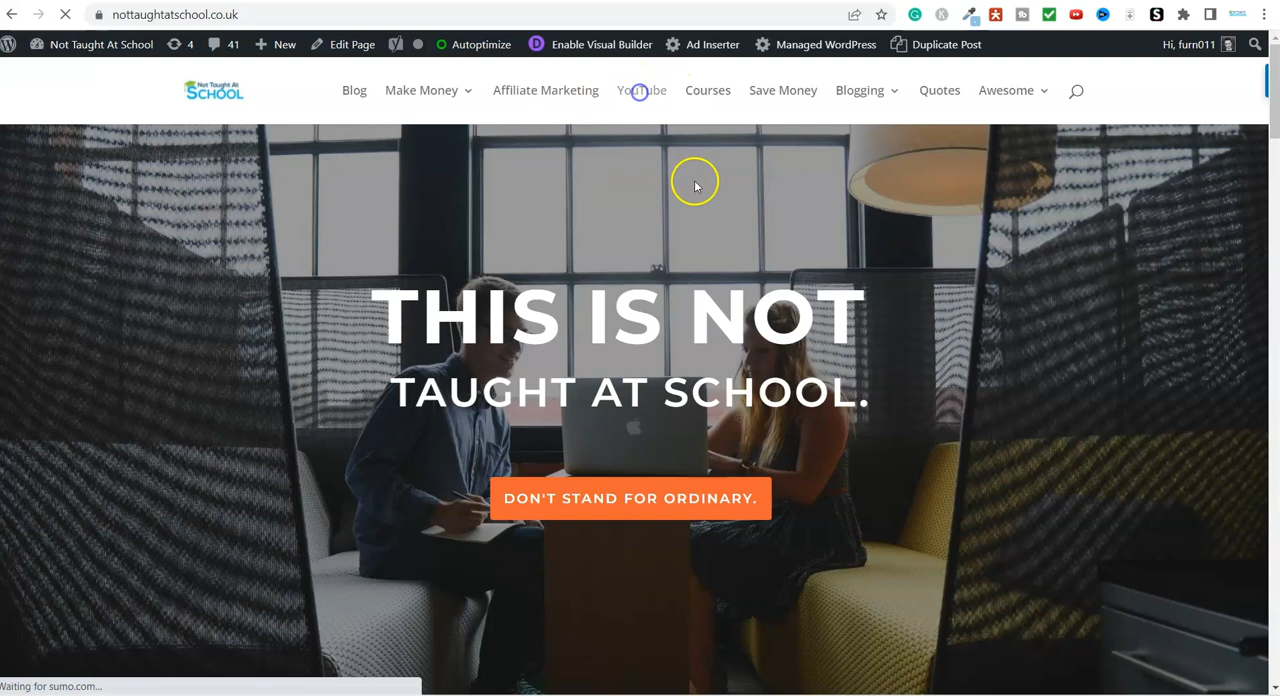 nottaughtatschool.co.uk
Not Taught At School 4 41 New Edit Page Autoptimize Enable Visual Builder Ad Inserter Managed WordPress Duplicate Post Hi, furn011
Not Taught At
SCHOOL
Blog Make Money Affiliate Marketing YouTube Courses Save Money Blogging Quotes Awesome
THIS IS NOT
TAUGHT AT SCHOOL.
DON'T STAND FOR ORDINARY.
Waiting for sumo.com...